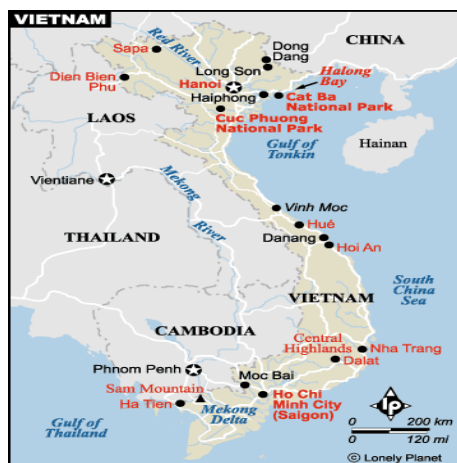 VIETNAM
CHINA
Dong
Dang
Sapa
Red River
Long Son
Halong
Bay
Dien Bien
Phu
Hanoi
Haiphong
Cat Ba
National Park
Cuc Phuong
National Park
LAOS
Gulf of
Tonkin
Hainan
Vientiane
Mekong
River
Vinh Moc
Hué
THAILAND
Danang
Hoi An
South
China
Sea
VIETNAM
CAMBODIA
Central
Highlands
Nha Trang
Dalat
Phnom Penh
Moc Bai
Sam Mountain
Ho Chi
Minh City
(Saigon)
Ha Tien
Mekong
Delta
Gulf of
Thailand
lp
0 200 km
0 120 mi
© Lonely Planet